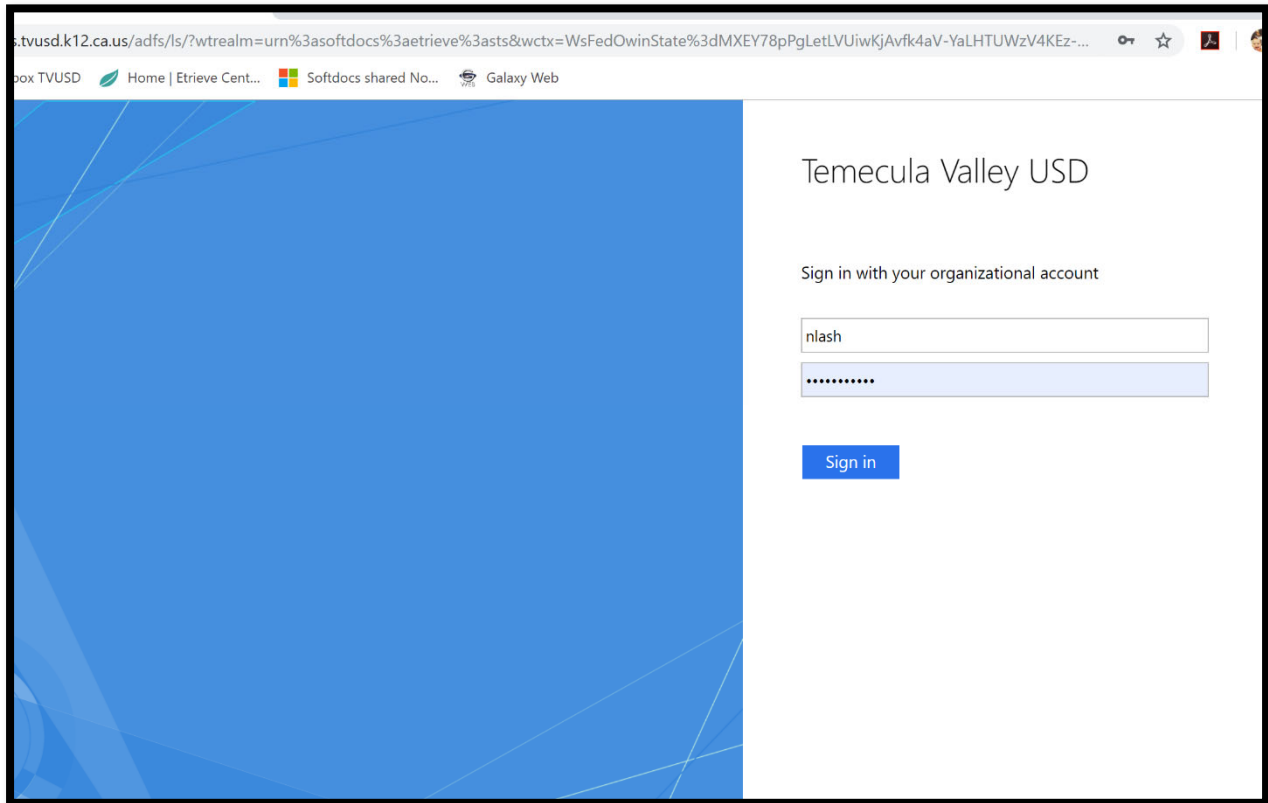 s.tvusd.k12.ca.us/adfs/ls/?wtrealm=urn%3asoftdocs%3aetrieve%3asts&wctx=WsFedOwinState%3dMXEY78pPgLetLVUiwKjAvfk4aV-YaLHTUWzV4KEz-...
box TVUSD Home | Etrieve Cent... Softdocs shared No... Galaxy Web
Temecula Valley USD
Sign in with your organizational account
nlash
•••••••••••
Sign in